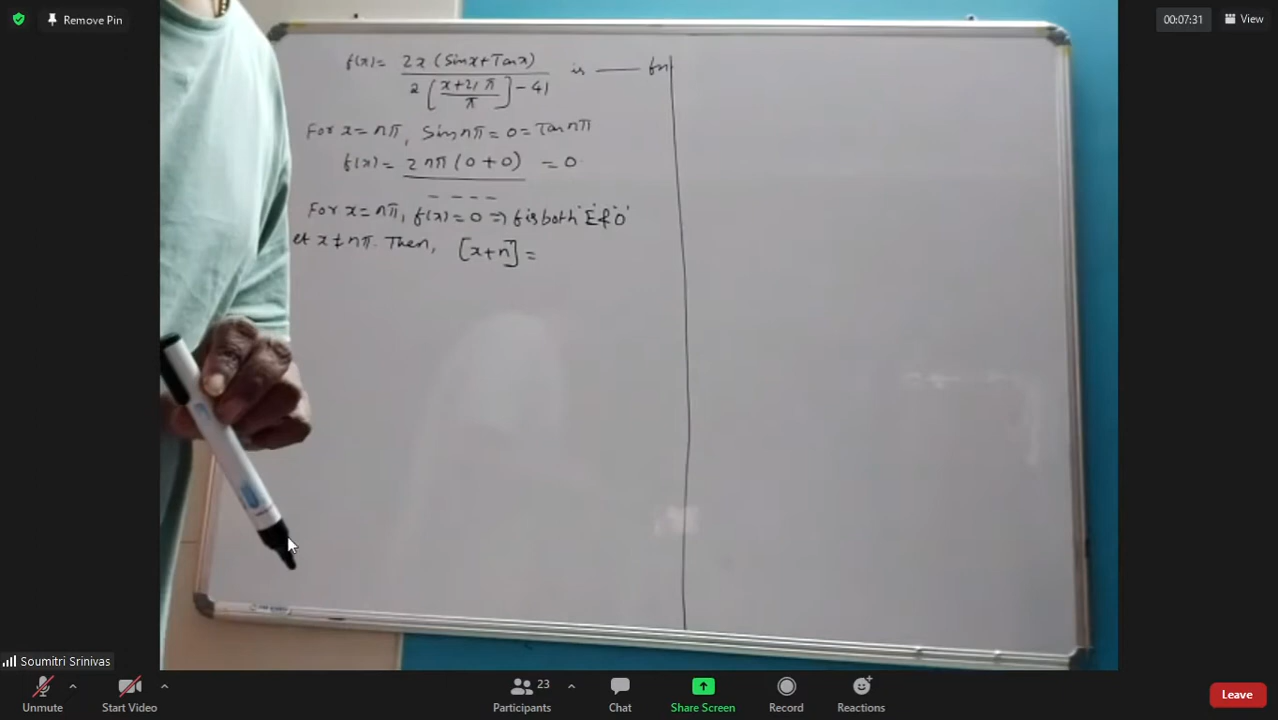 Remove Pin
00:07:31
View
f(x) = 2x (Sinx+Tanx) / 2 [ (x+21π)/π ] - 41 is —— fn
For x = nπ, Sin nπ = 0 = Tan nπ
f(x) = 2nπ (0+0) / - - - - = 0
For x = nπ, f(x) = 0 ⇒ f is both 'E' & 'O'
et x ≠ nπ. Then, [x+n] =
Soumitri Srinivas
Unmute
Start Video
Participants 23
Chat
Share Screen
Record
Reactions
Leave